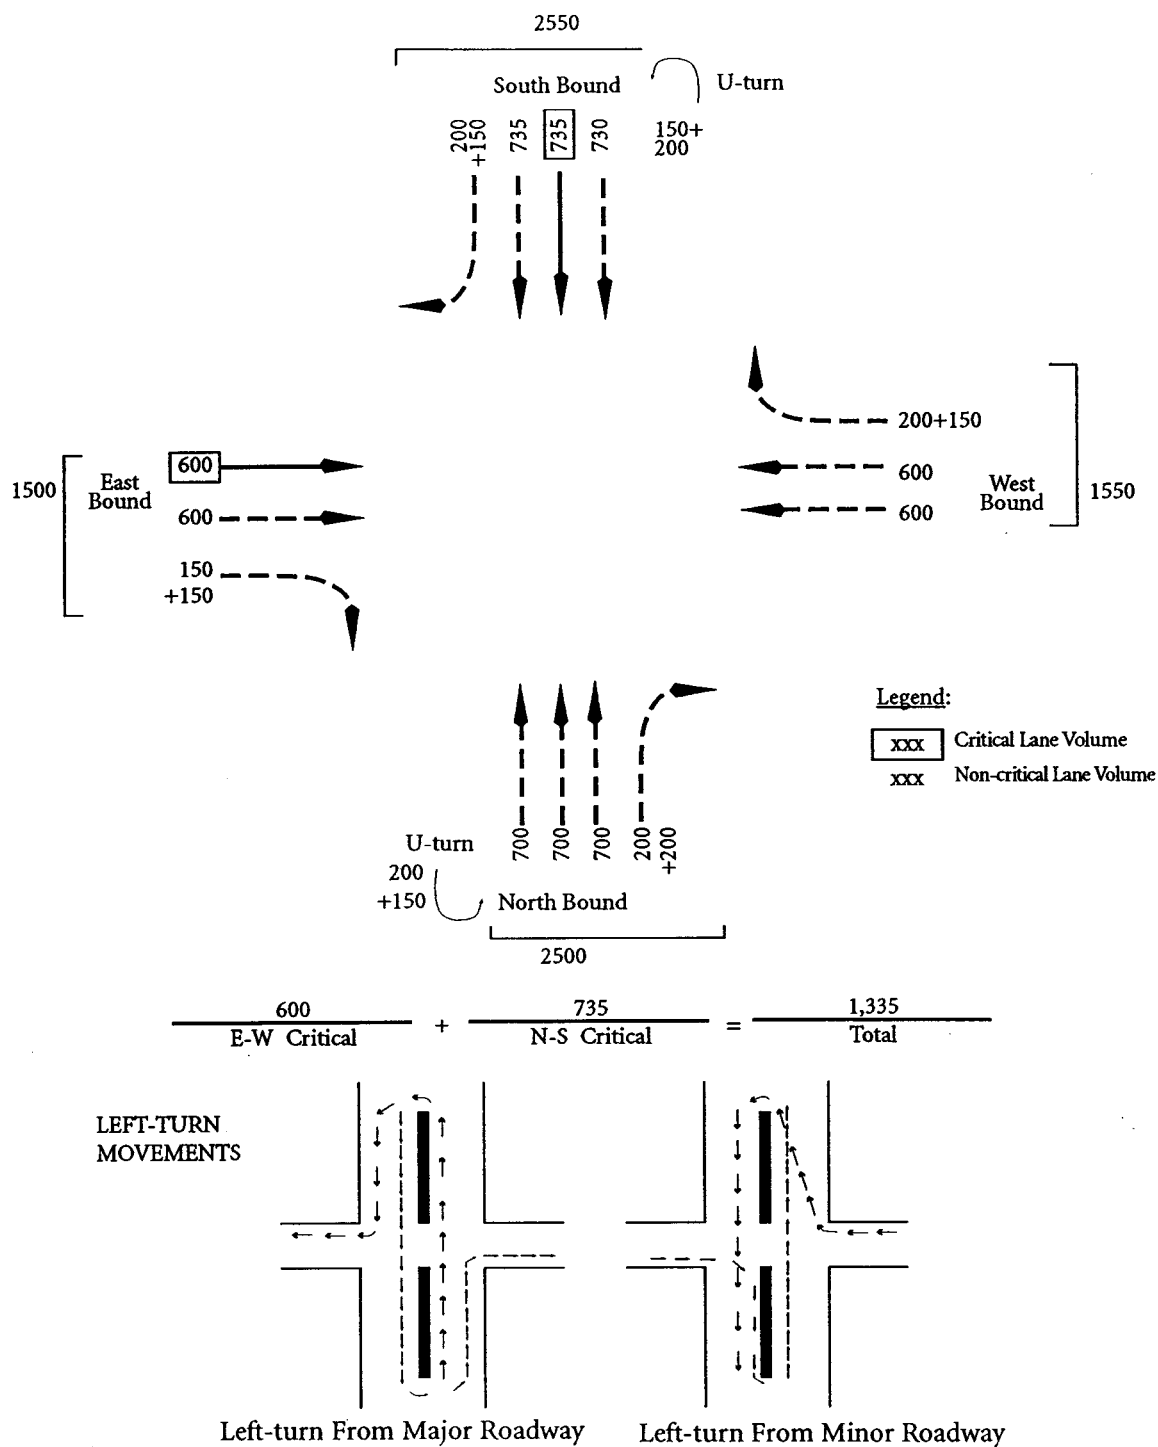 2550
South Bound
U-turn
200
+150
735
735
730
150+
200
200+150
600
600
West
Bound
1550
1500
East
Bound
600
600
150
+150
Legend:
xxx Critical Lane Volume
xxx Non-critical Lane Volume
U-turn
200
+150
700
700
700
200
+200
North Bound
2500
600 + 735 = 1,335
E-W Critical N-S Critical Total
LEFT-TURN
MOVEMENTS
Left-turn From Major Roadway
Left-turn From Minor Roadway